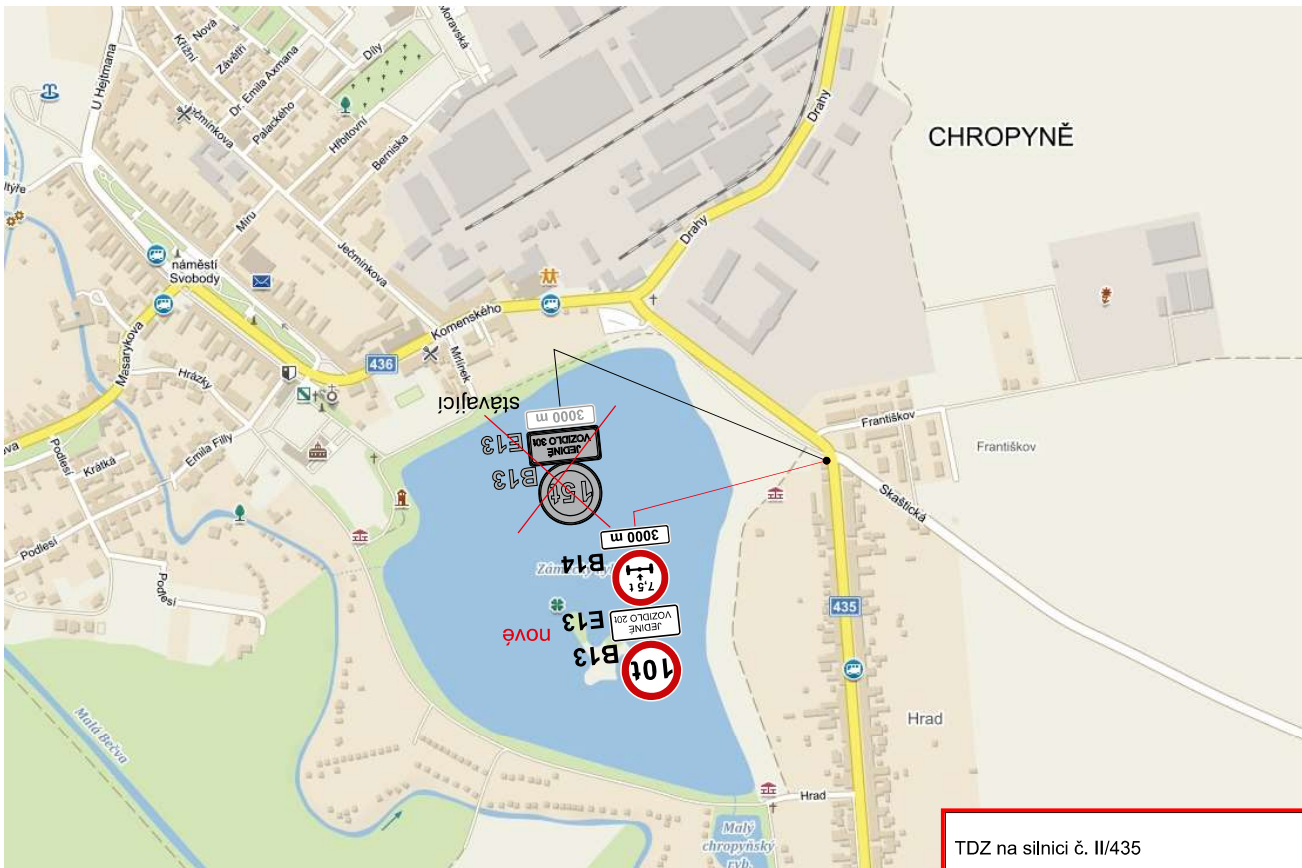 Nová
Křižní
Závětří
Dr. Emila Axmana
Palackého
Díly
Moravská
U Hejtmana
Ječmínkova
Hřbitovní
Berniska
Drahy
CHROPYNĚ
Míru
Drahy
náměstí
Svobody
Ječmínkova
Komenského
Masarykova
436
Mrlínek
Hrázky
stávající
3000 m
E13
JEDINÉ
VOZIDLO 30t
B13
15t
Františkov
Františkov
Emila Filly
Podlesí
Krátká
Skaštická
3000 m
B14
7,5 t
Podlesí
Podlesí
E13
JEDINÉ
VOZIDLO 20t
nové
B13
10t
435
Malá Bečva
Hrad
Hrad
Malý
chropyňský
ryb.
TDZ na silnici č. II/435